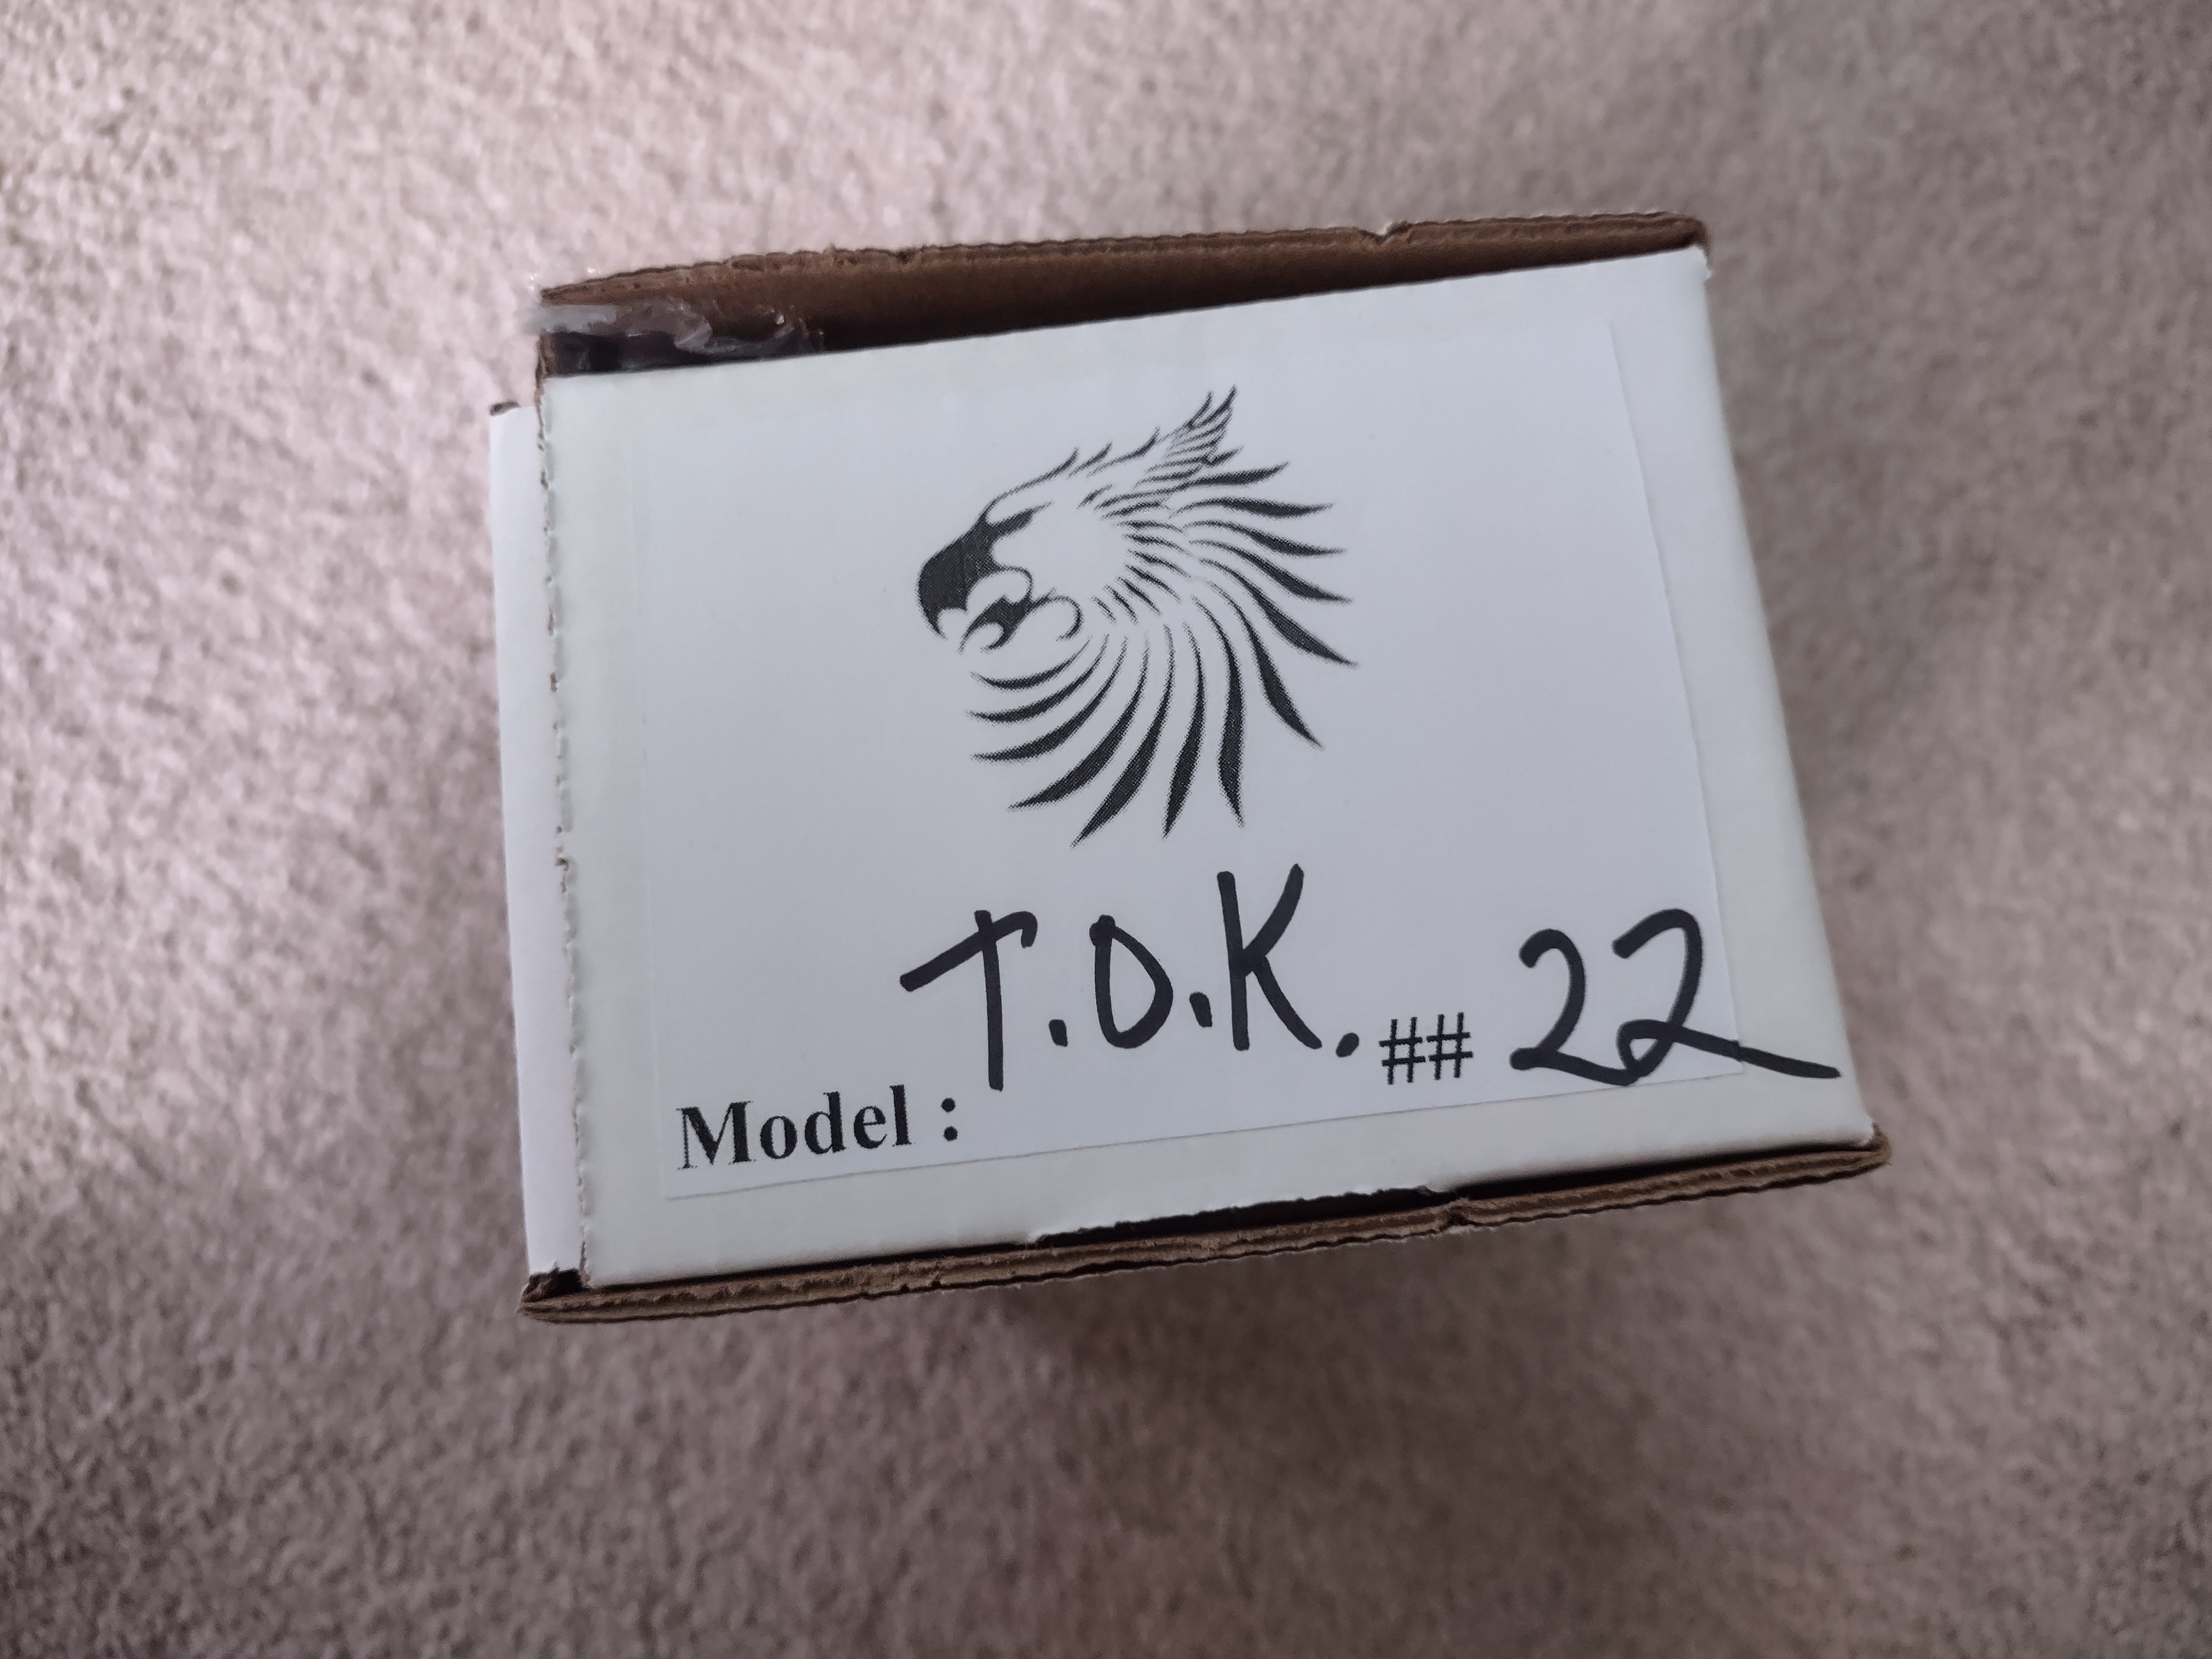 Model : T.O.K. ## 22